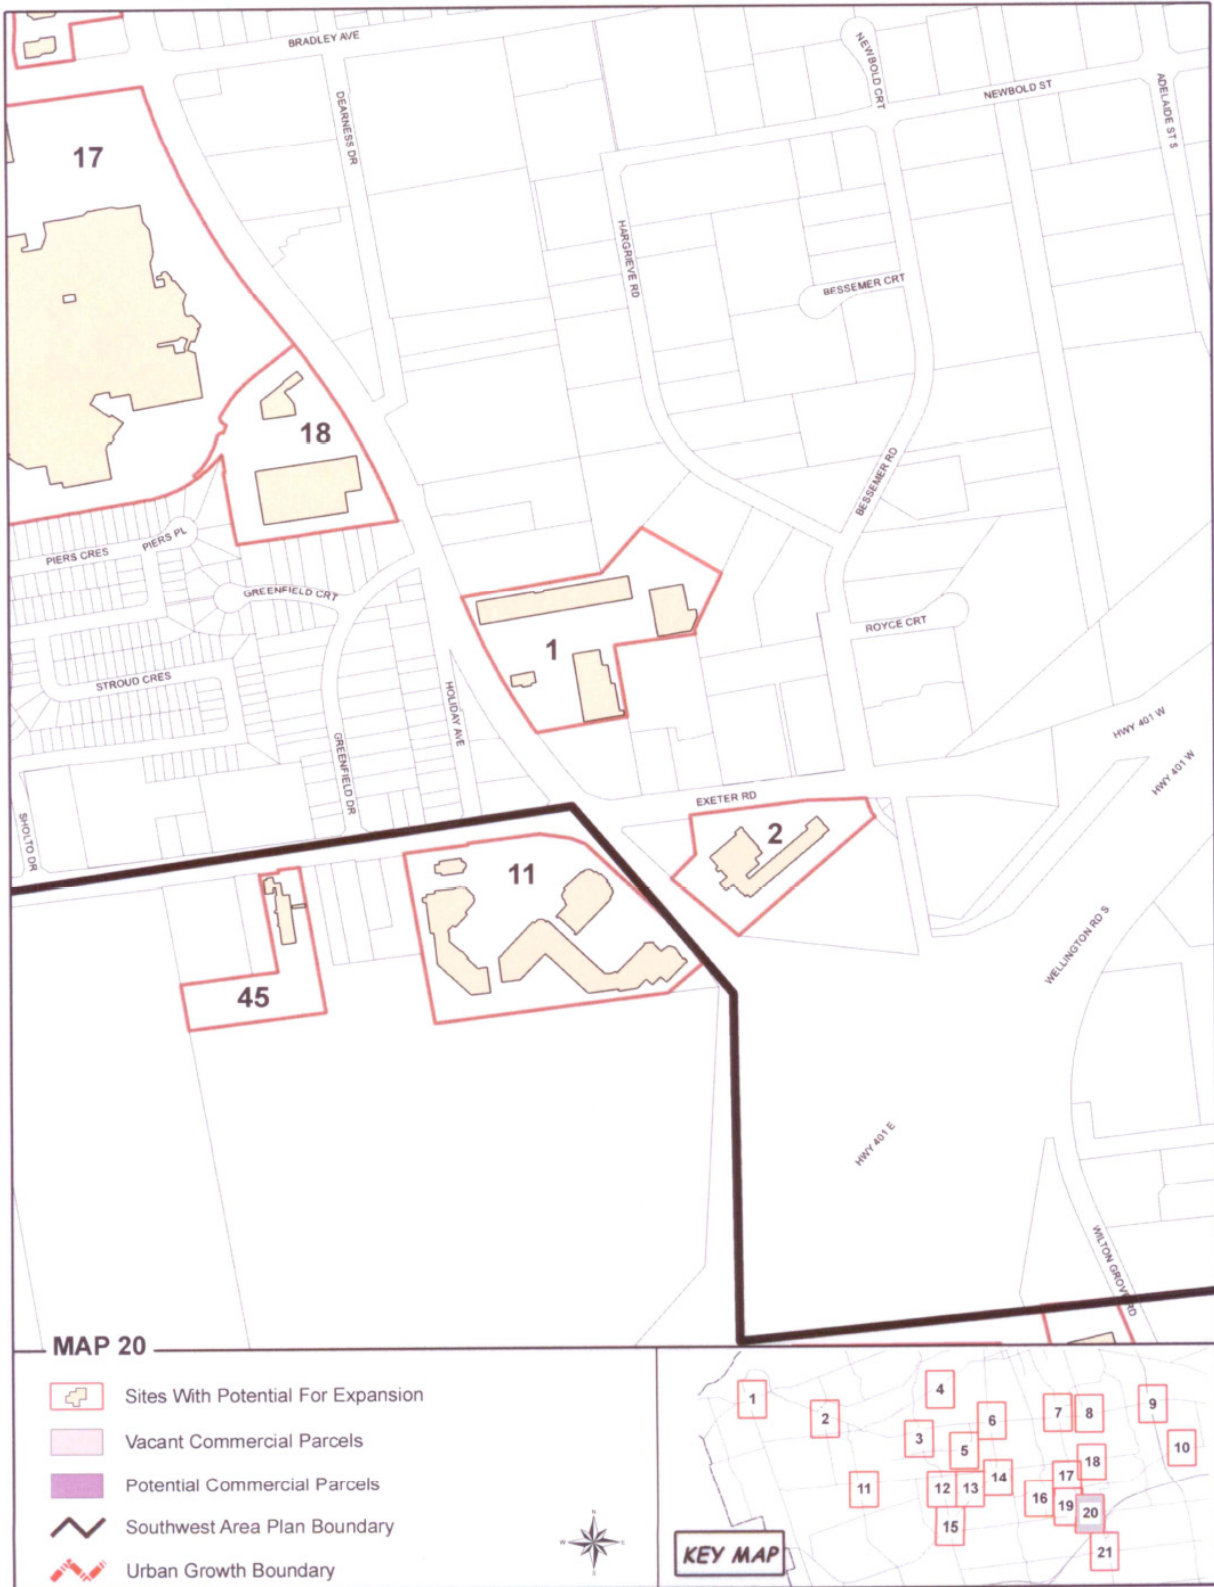 BRADLEY AVE
NEWBOLD CRT
NEWBOLD ST
ADELAIDE ST S
DEARNESS DR
17
HARGRIEVE RD
BESSEMER CRT
18
BESSEMER RD
PIERS CRES
PIERS PL
GREENFIELD CRT
ROYCE CRT
1
STROUD CRES
HOLIDAY AVE
GREENFIELD DR
HWY 401 W
HWY 401 W
EXETER RD
SHOLTO DR
2
11
WELLINGTON RD S
45
HWY 401 E
WILTON GROVE RD
MAP 20
Sites With Potential For Expansion
Vacant Commercial Parcels
Potential Commercial Parcels
Southwest Area Plan Boundary
Urban Growth Boundary
N
W
E
S
1
2
3
4
5
6
7
8
9
10
11
12
13
14
15
16
17
18
19
20
21
KEY MAP